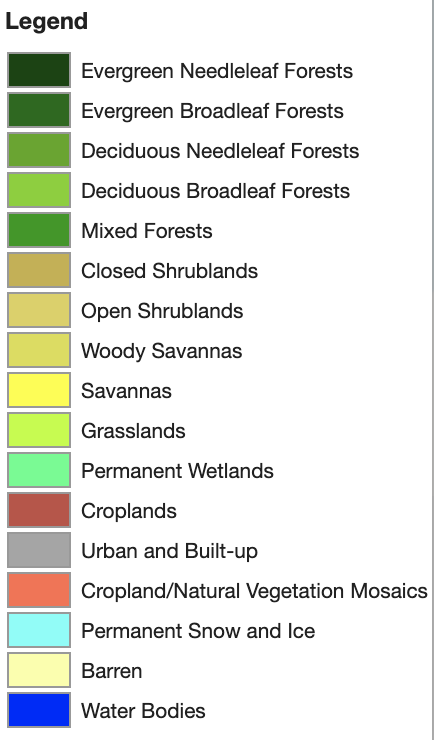 Legend
Evergreen Needleleaf Forests
Evergreen Broadleaf Forests
Deciduous Needleleaf Forests
Deciduous Broadleaf Forests
Mixed Forests
Closed Shrublands
Open Shrublands
Woody Savannas
Savannas
Grasslands
Permanent Wetlands
Croplands
Urban and Built-up
Cropland/Natural Vegetation Mosaics
Permanent Snow and Ice
Barren
Water Bodies